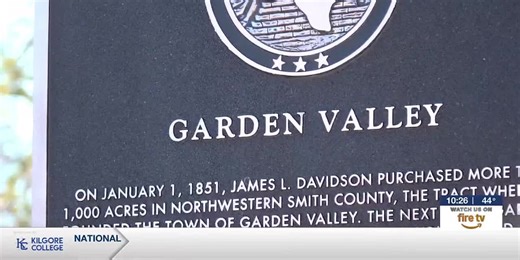 GARDEN VALLEY
ON JANUARY 1, 1851, JAMES L. DAVIDSON PURCHASED MORE T
1,000 ACRES IN NORTHWESTERN SMITH COUNTY, THE TRACT WHE
THE TOWN OF GARDEN VALLEY. THE NEXT
10:26 44°
WATCH US ON
fire tv
KC KILGORE COLLEGE
NATIONAL